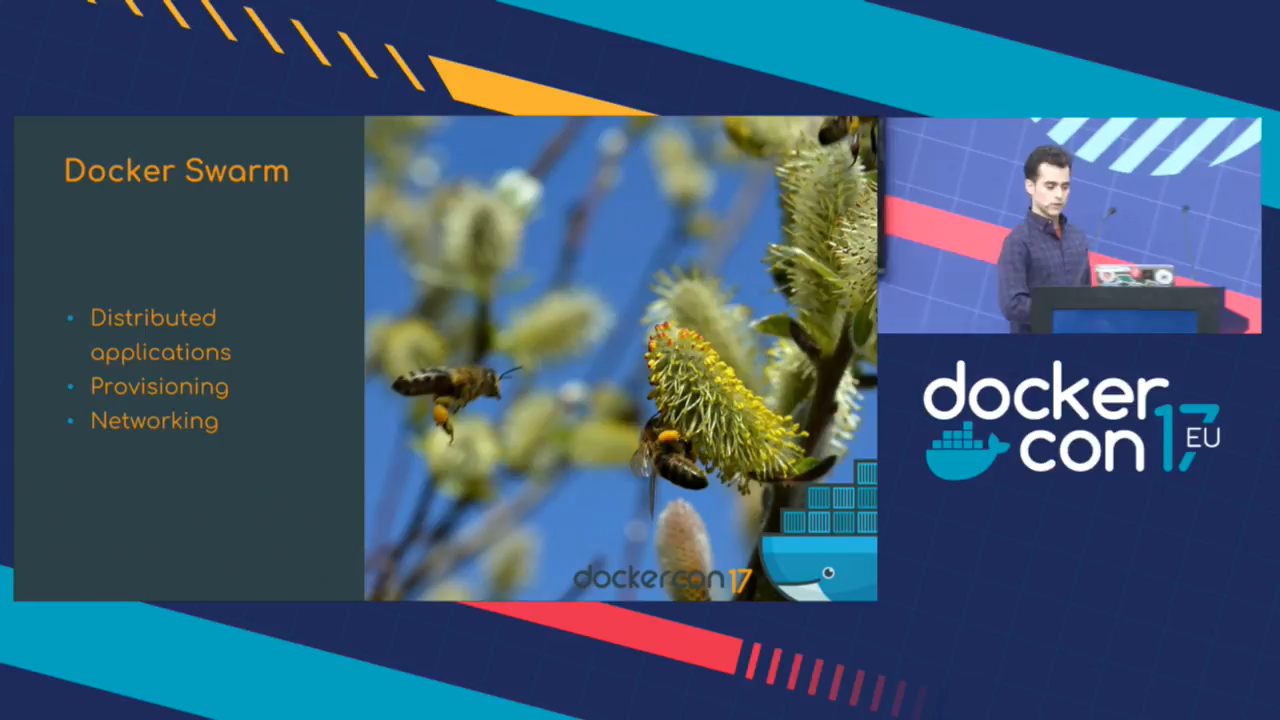 Docker Swarm
• Distributed
applications
• Provisioning
• Networking
dockercon17
docker
con 17
EU